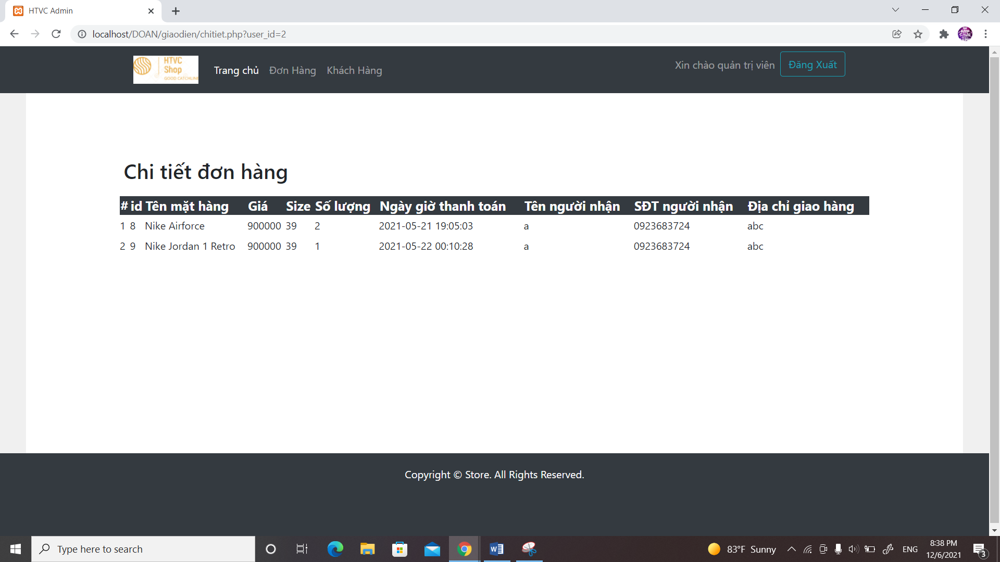 HTVC Admin
localhost/DOAN/giaodien/chitiet.php?user_id=2
HTVC
Shop
GOOD CATCHLINE
Trang chủ Đơn Hàng Khách Hàng
Xin chào quản trị viên Đăng Xuất
Chi tiết đơn hàng
# id Tên mặt hàng Giá Size Số lượng Ngày giờ thanh toán Tên người nhận SĐT người nhận Địa chỉ giao hàng
1 8 Nike Airforce 900000 39 2 2021-05-21 19:05:03 a 0923683724 abc
2 9 Nike Jordan 1 Retro 900000 39 1 2021-05-22 00:10:28 a 0923683724 abc
Copyright © Store. All Rights Reserved.
Type here to search
83°F Sunny
ENG
8:38 PM
12/6/2021
3